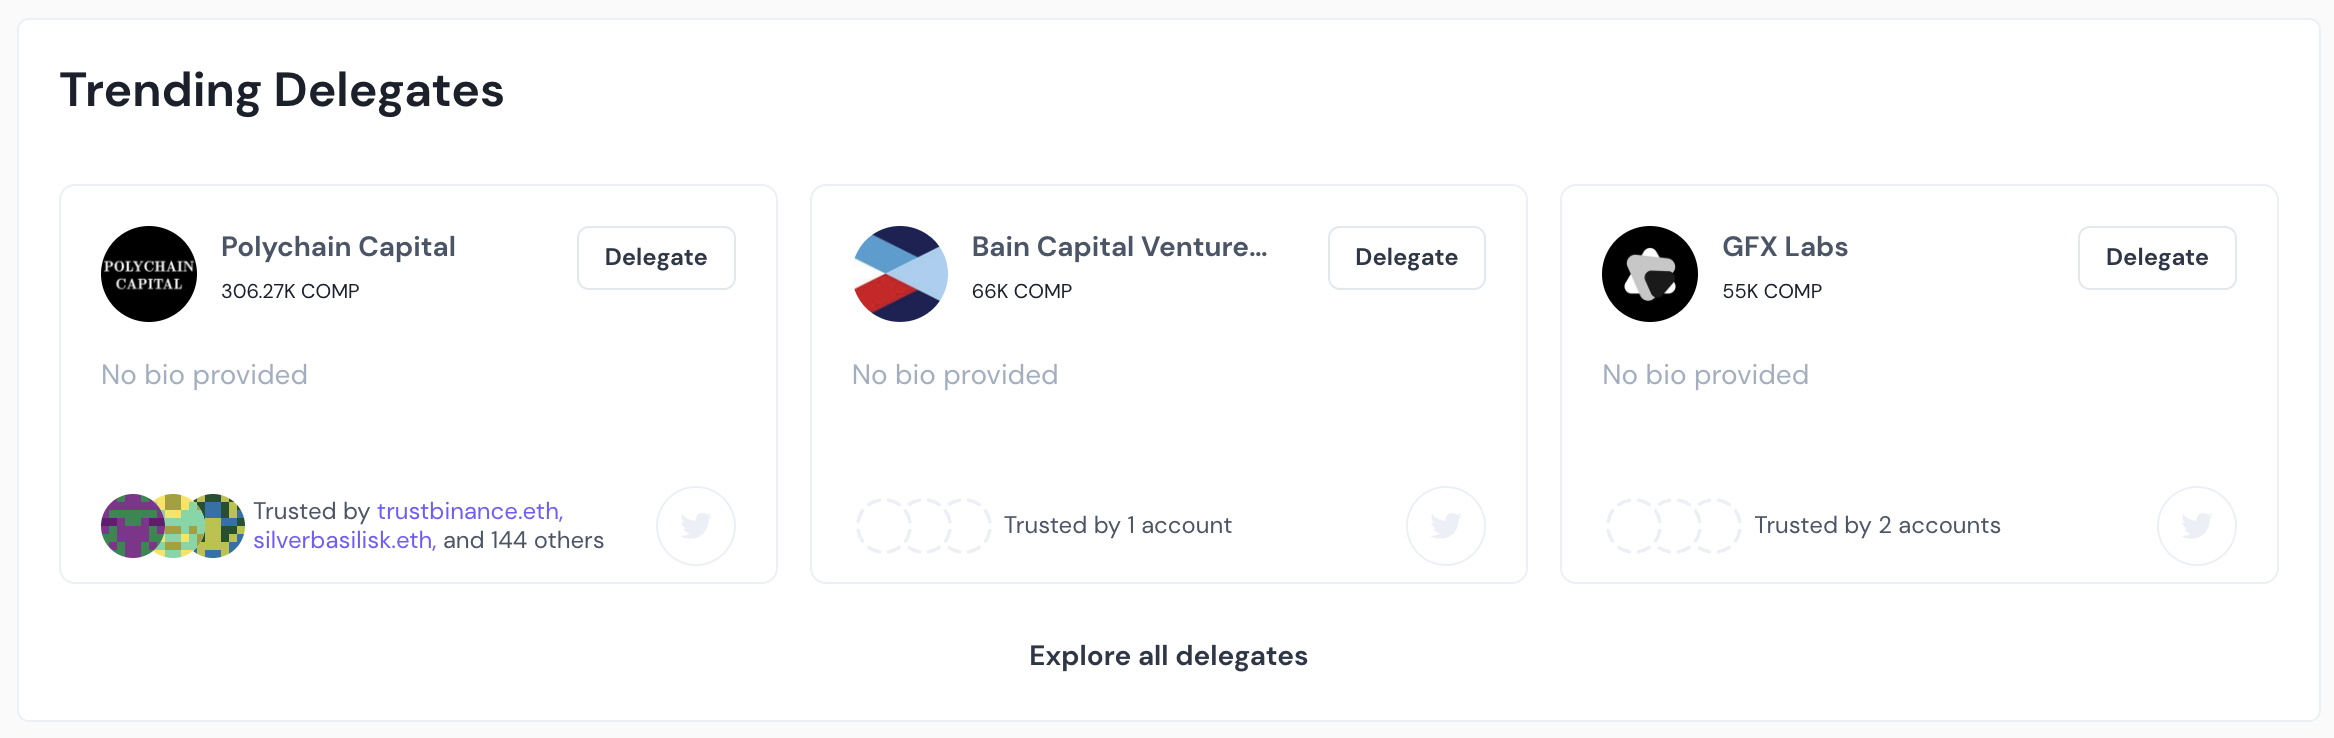 Trending Delegates
POLYCHAIN
CAPITAL
Polychain Capital
306.27K COMP
Delegate
No bio provided
Trusted by trustbinance.eth,
silverbasilisk.eth, and 144 others
Bain Capital Venture...
66K COMP
Delegate
No bio provided
Trusted by 1 account
GFX Labs
55K COMP
Delegate
No bio provided
Trusted by 2 accounts
Explore all delegates